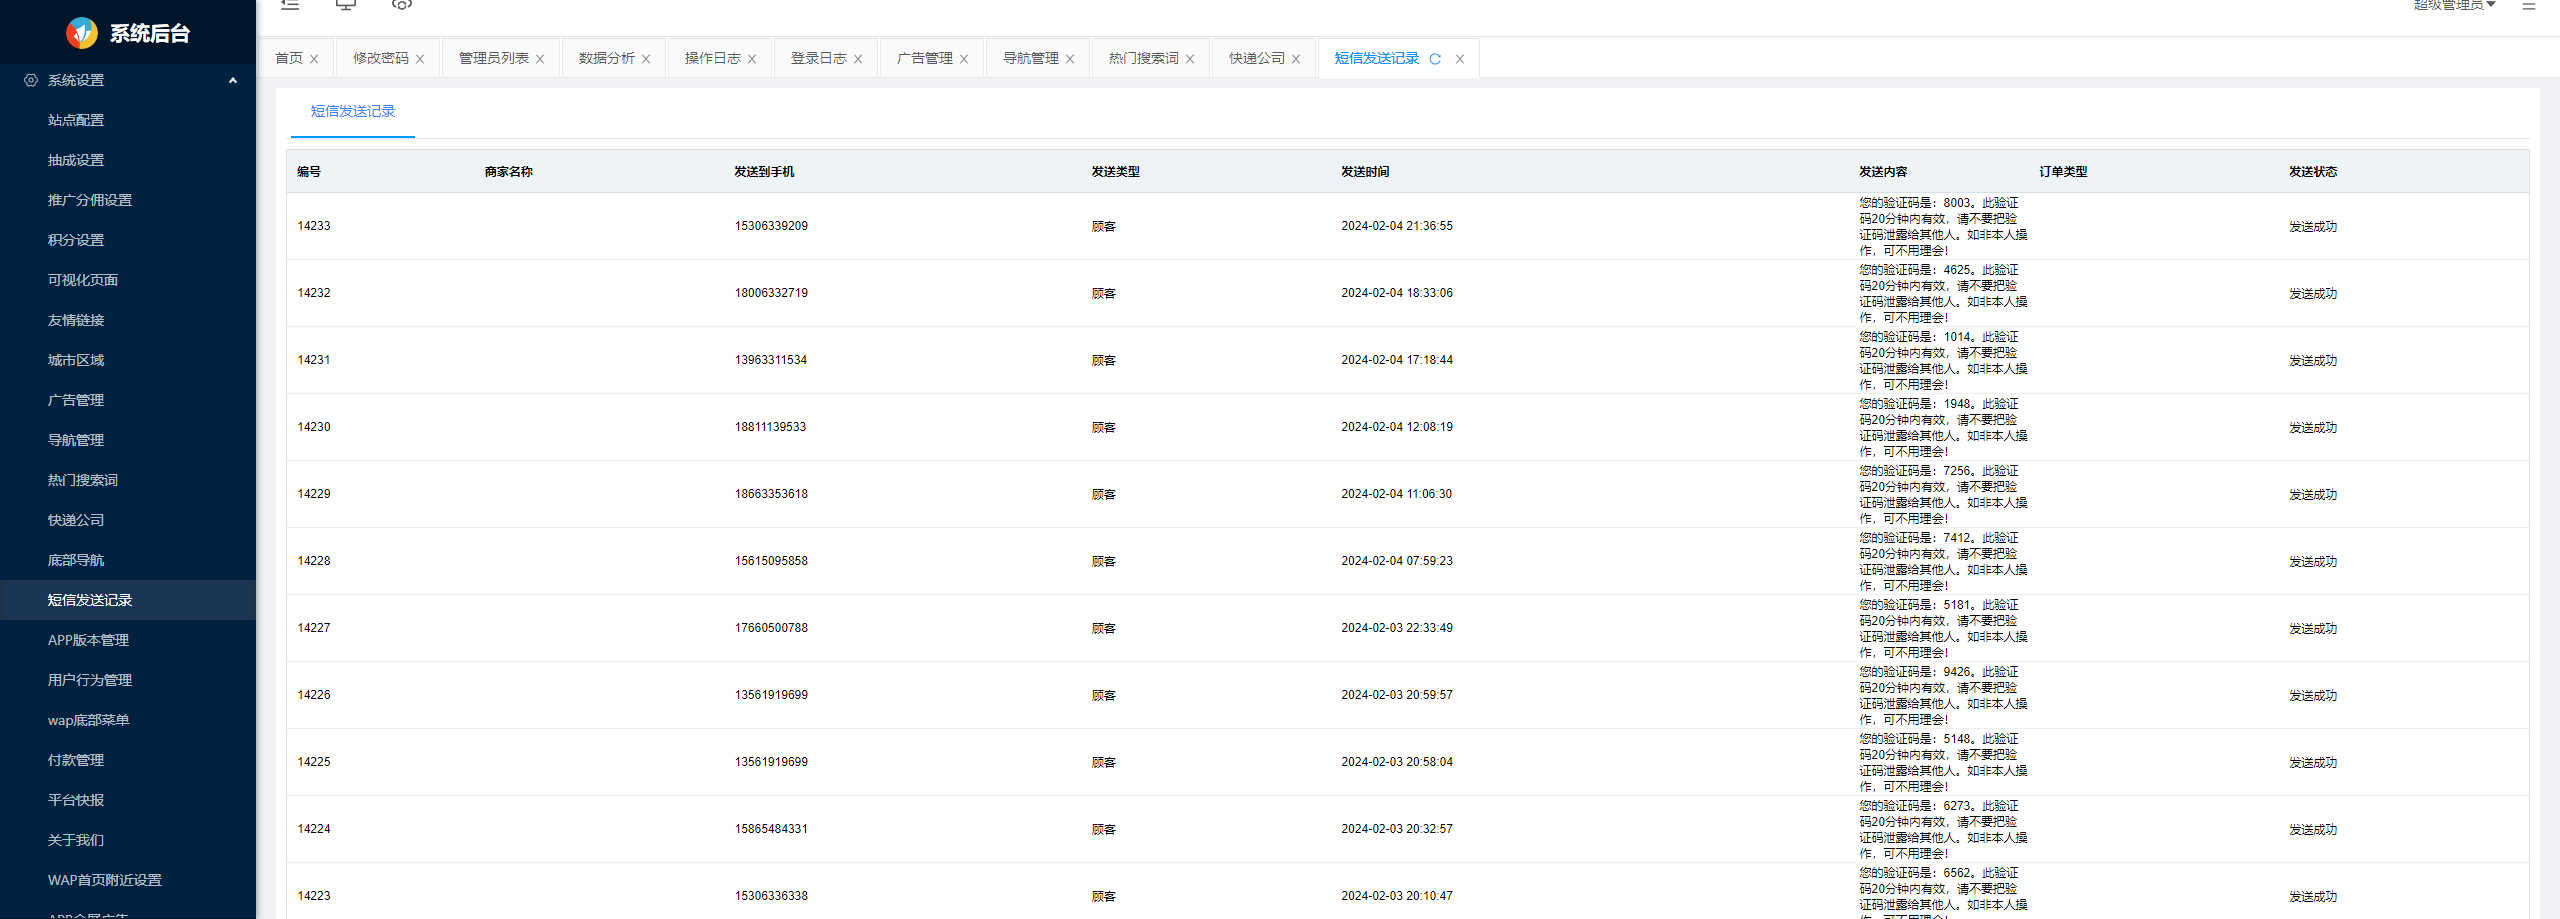 系统后台
超级管理员
首页
修改密码
管理员列表
数据分析
操作日志
登录日志
广告管理
导航管理
热门搜索词
快递公司
短信发送记录
系统设置
站点配置
抽成设置
推广分佣设置
积分设置
可视化页面
友情链接
城市区域
广告管理
导航管理
热门搜索词
快递公司
底部导航
短信发送记录
APP版本管理
用户行为管理
wap底部菜单
付款管理
平台快报
关于我们
WAP首页附近设置
APP全屏广告
短信发送记录
编号 商家名称 发送到手机 发送类型 发送时间 发送内容 订单类型 发送状态
14233 15306339209 顾客 2024-02-04 21:36:55 发送成功
您的验证码是：8003。此验证
码20分钟内有效，请不要把验
证码泄露给其他人。如非本人操
作，可不用理会！
14232 18006332719 顾客 2024-02-04 18:33:06 发送成功
您的验证码是：4625。此验证
码20分钟内有效，请不要把验
证码泄露给其他人。如非本人操
作，可不用理会！
14231 13963311534 顾客 2024-02-04 17:18:44 发送成功
您的验证码是：1014。此验证
码20分钟内有效，请不要把验
证码泄露给其他人。如非本人操
作，可不用理会！
14230 18811139533 顾客 2024-02-04 12:08:19 发送成功
您的验证码是：1948。此验证
码20分钟内有效，请不要把验
证码泄露给其他人。如非本人操
作，可不用理会！
14229 18663353618 顾客 2024-02-04 11:06:30 发送成功
您的验证码是：7256。此验证
码20分钟内有效，请不要把验
证码泄露给其他人。如非本人操
作，可不用理会！
14228 15615095858 顾客 2024-02-04 07:59:23 发送成功
您的验证码是：7412。此验证
码20分钟内有效，请不要把验
证码泄露给其他人。如非本人操
作，可不用理会！
14227 17660500788 顾客 2024-02-03 22:33:49 发送成功
您的验证码是：5181。此验证
码20分钟内有效，请不要把验
证码泄露给其他人。如非本人操
作，可不用理会！
14226 13561919699 顾客 2024-02-03 20:59:57 发送成功
您的验证码是：9426。此验证
码20分钟内有效，请不要把验
证码泄露给其他人。如非本人操
作，可不用理会！
14225 13561919699 顾客 2024-02-03 20:58:04 发送成功
您的验证码是：5148。此验证
码20分钟内有效，请不要把验
证码泄露给其他人。如非本人操
作，可不用理会！
14224 15865484331 顾客 2024-02-03 20:32:57 发送成功
您的验证码是：6273。此验证
码20分钟内有效，请不要把验
证码泄露给其他人。如非本人操
作，可不用理会！
14223 15306336338 顾客 2024-02-03 20:10:47 发送成功
您的验证码是：6562。此验证
码20分钟内有效，请不要把验
证码泄露给其他人。如非本人操
作，可不用理会！